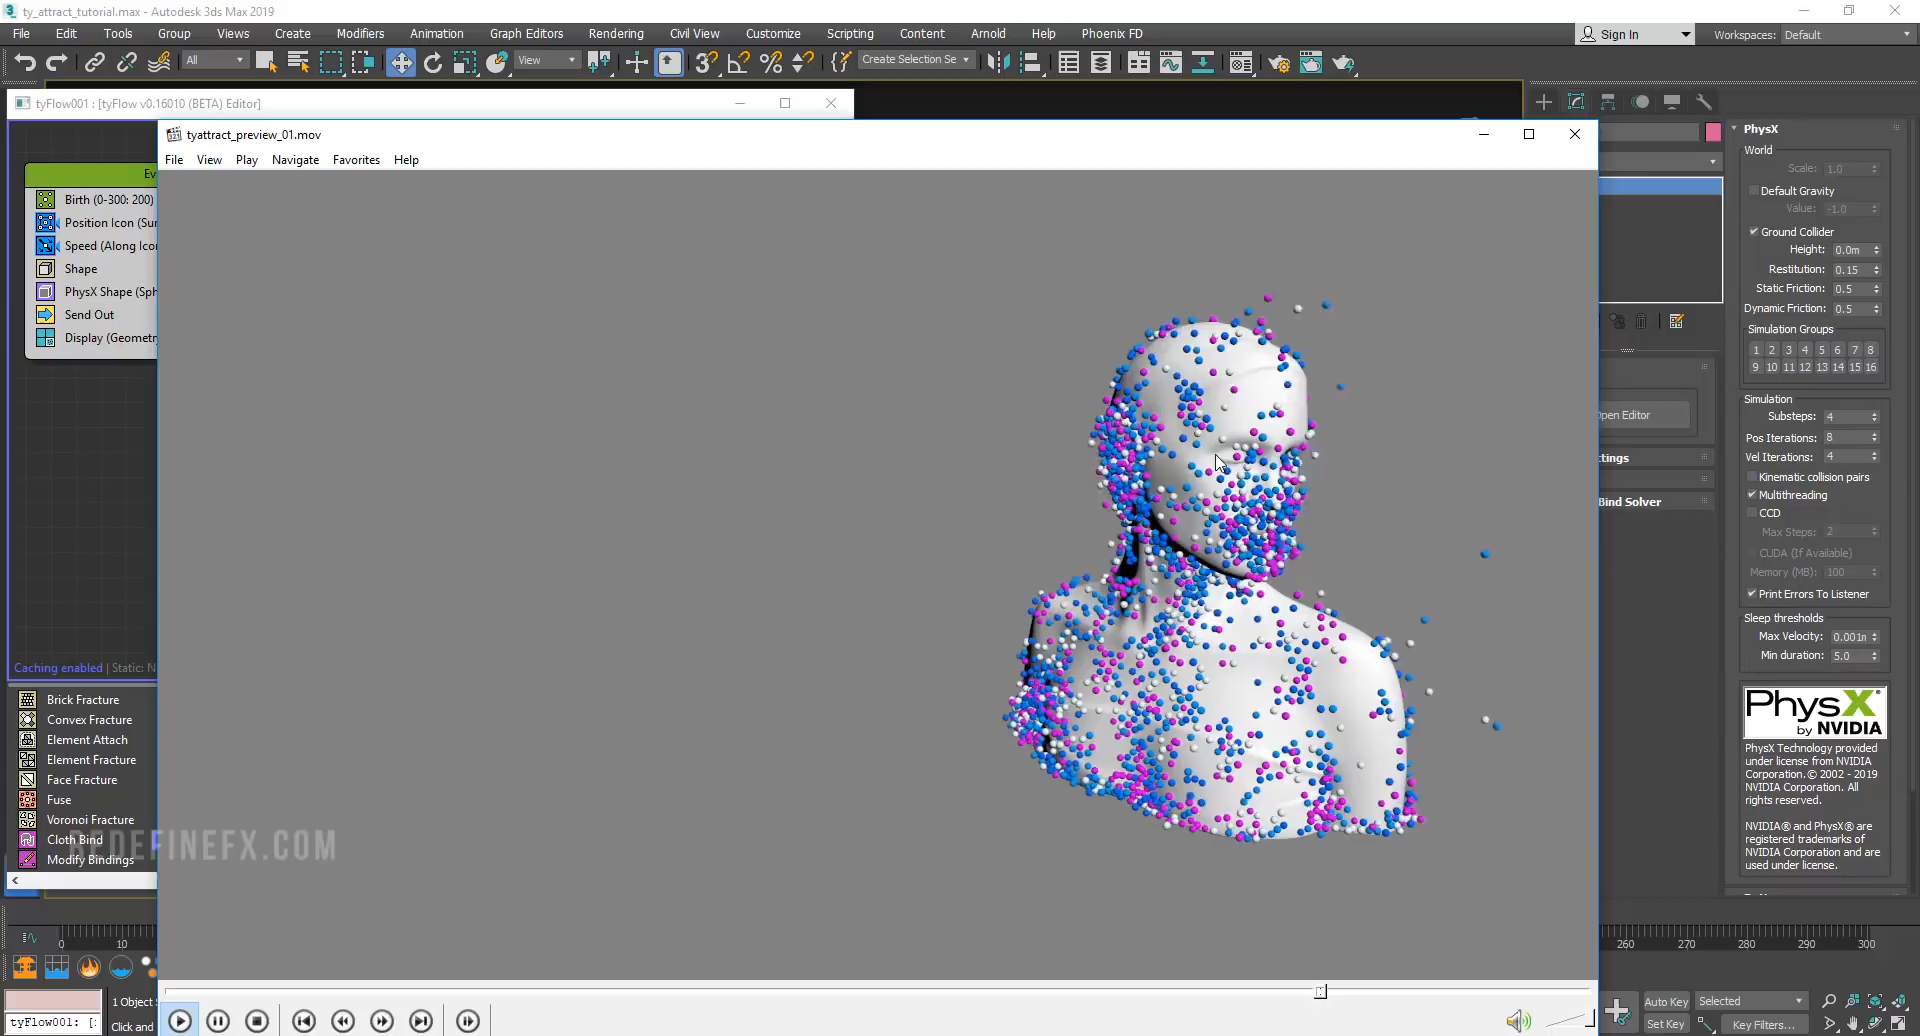 ty_attract_tutorial.max - Autodesk 3ds Max 2019
File Edit Tools Group Views Create Modifiers Animation Graph Editors Rendering Civil View Customize Scripting Content Arnold Help Phoenix FD
Sign In Workspaces: Default
All View Create Selection Se
tyFlow001 : [tyFlow v0.16010 (BETA) Editor]
tyattract_preview_01.mov
File View Play Navigate Favorites Help
Ev
Birth (0-300: 200)
Position Icon (Sur
Speed (Along Icon
Shape
PhysX Shape (Sph
Send Out
Display (Geometry
Caching enabled | Static: N
Brick Fracture
Convex Fracture
Element Attach
Element Fracture
Face Fracture
Fuse
Voronoi Fracture
Cloth Bind
Modify Bindings
REDEFINEFX.COM
Open Editor
ttings
Bind Solver
PhysX
World
Scale: 1.0
Default Gravity
Value: -1.0
Ground Collider
Height: 0.0m
Restitution: 0.15
Static Friction: 0.5
Dynamic Friction: 0.5
Simulation Groups
1 2 3 4 5 6 7 8
9 10 11 12 13 14 15 16
Simulation
Substeps: 4
Pos Iterations: 8
Vel Iterations: 4
Kinematic collision pairs
Multithreading
CCD
Max Steps: 2
CUDA (If Available)
Memory (MB): 100
Print Errors To Listener
Sleep thresholds
Max Velocity: 0.001m
Min duration: 5.0
PhysX
by NVIDIA
PhysX Technology provided
under license from NVIDIA
Corporation.© 2002 - 2019
NVIDIA Corporation. All
rights reserved.
NVIDIA® and PhysX® are
registered trademarks of
NVIDIA Corporation and are
used under license.
0 10 260 270 280 290 300
1 Object
tyFlow001: [
Click and
Auto Key Selected
Set Key Key Filters...